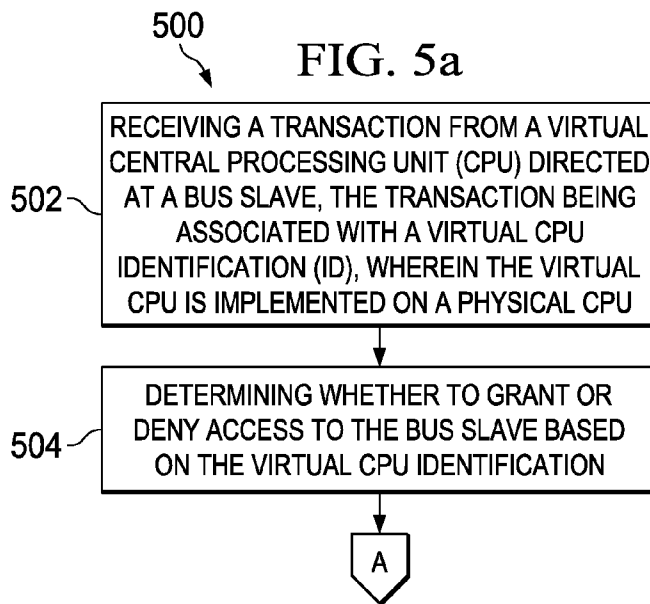 500
FIG. 5a
RECEIVING A TRANSACTION FROM A VIRTUAL
CENTRAL PROCESSING UNIT (CPU) DIRECTED
AT A BUS SLAVE, THE TRANSACTION BEING
ASSOCIATED WITH A VIRTUAL CPU
IDENTIFICATION (ID), WHEREIN THE VIRTUAL
CPU IS IMPLEMENTED ON A PHYSICAL CPU
502
DETERMINING WHETHER TO GRANT OR
DENY ACCESS TO THE BUS SLAVE BASED
ON THE VIRTUAL CPU IDENTIFICATION
504
A